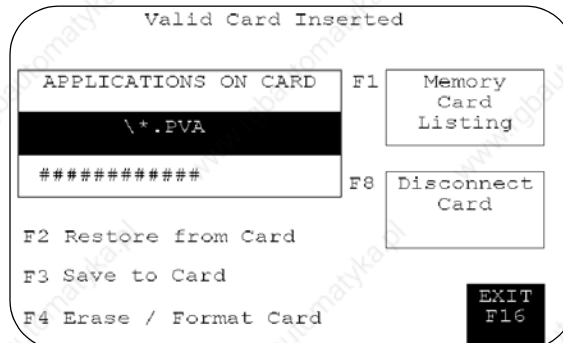 Valid Card Inserted
APPLICATIONS ON CARD
\*.PVA
############
F1 Memory
Card
Listing
F8 Disconnect
Card
F2 Restore from Card
F3 Save to Card
F4 Erase / Format Card
EXIT
F16